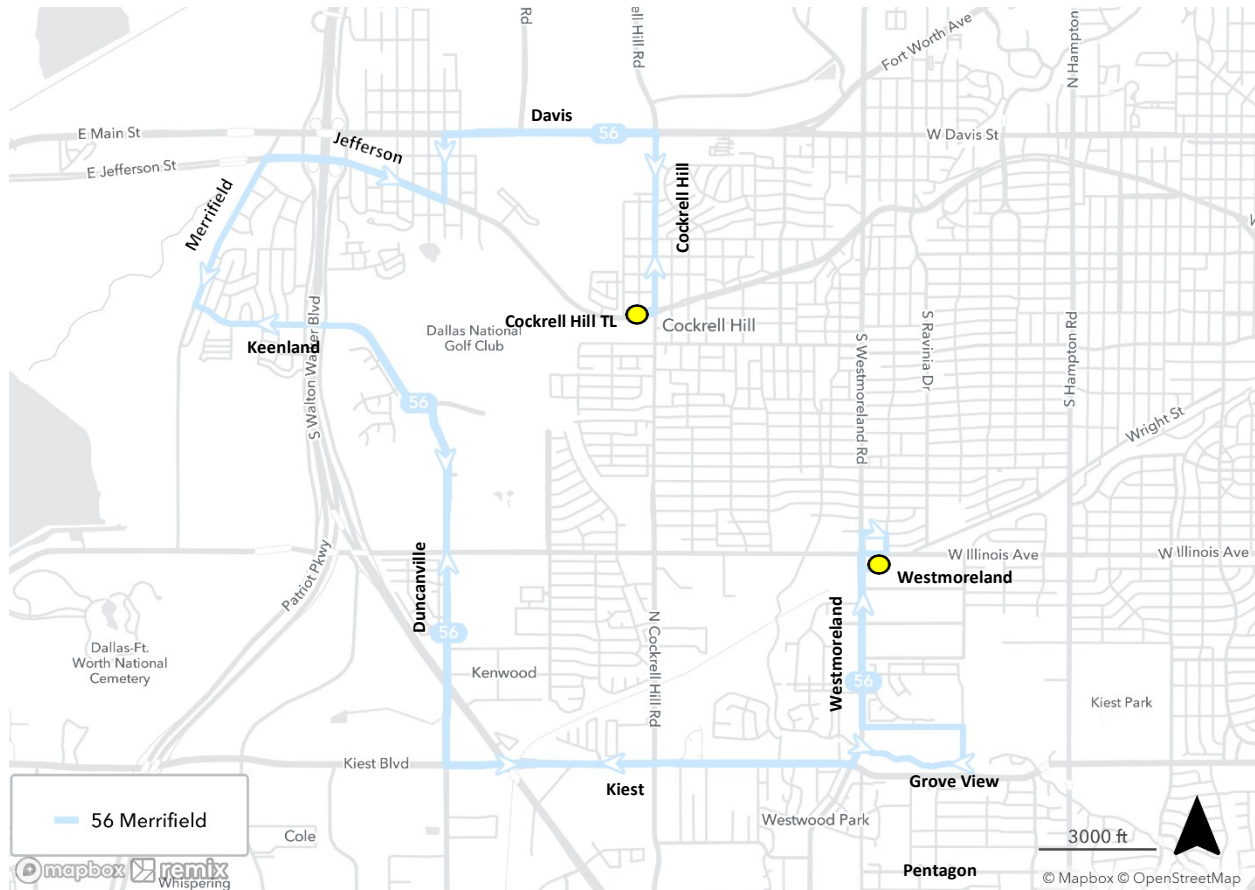 Rd
ell Hill Rd
Fort Worth Ave
N Hampton
Davis
56
E Main St
W Davis St
Jefferson
E Jefferson St
Merrifield
Cockrell Hill
Cockrell Hill TL
Cockrell Hill
Dallas National
Golf Club
Keenland
S Walton Walker Blvd
S Westmoreland Rd
S Ravinia Dr
S Hampton Rd
Wright St
56
W Illinois Ave
W Illinois Ave
Westmoreland
Patriot Pkwy
Duncanville
56
N Cockrell Hill Rd
Westmoreland
56
Dallas-Ft.
Worth National
Cemetery
Kenwood
Kiest Park
Kiest Blvd
Kiest
Grove View
56 Merrifield
Westwood Park
Cole
3000 ft
Pentagon
mapbox remix
Whispering
© Mapbox © OpenStreetMap